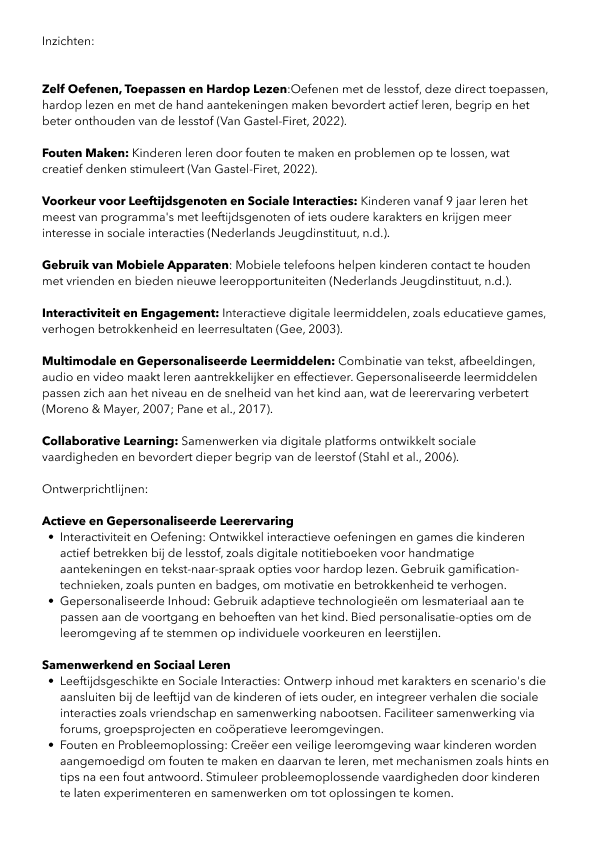 Inzichten:
Zelf Oefenen, Toepassen en Hardop Lezen:Oefenen met de lesstof, deze direct toepassen,
hardop lezen en met de hand aantekeningen maken bevordert actief leren, begrip en het
beter onthouden van de lesstof (Van Gastel-Firet, 2022).
Fouten Maken: Kinderen leren door fouten te maken en problemen op te lossen, wat
creatief denken stimuleert (Van Gastel-Firet, 2022).
Voorkeur voor Leeftijdsgenoten en Sociale Interacties: Kinderen vanaf 9 jaar leren het
meest van programma's met leeftijdsgenoten of iets oudere karakters en krijgen meer
interesse in sociale interacties (Nederlands Jeugdinstituut, n.d.).
Gebruik van Mobiele Apparaten: Mobiele telefoons helpen kinderen contact te houden
met vrienden en bieden nieuwe leeropportuniteiten (Nederlands Jeugdinstituut, n.d.).
Interactiviteit en Engagement: Interactieve digitale leermiddelen, zoals educatieve games,
verhogen betrokkenheid en leerresultaten (Gee, 2003).
Multimodale en Gepersonaliseerde Leermiddelen: Combinatie van tekst, afbeeldingen,
audio en video maakt leren aantrekkelijker en effectiever. Gepersonaliseerde leermiddelen
passen zich aan het niveau en de snelheid van het kind aan, wat de leerervaring verbetert
(Moreno & Mayer, 2007; Pane et al., 2017).
Collaborative Learning: Samenwerken via digitale platforms ontwikkelt sociale
vaardigheden en bevordert dieper begrip van de leerstof (Stahl et al., 2006).
Ontwerprichtlijnen:
Actieve en Gepersonaliseerde Leerervaring
• Interactiviteit en Oefening: Ontwikkel interactieve oefeningen en games die kinderen
actief betrekken bij de lesstof, zoals digitale notitieboeken voor handmatige
aantekeningen en tekst-naar-spraak opties voor hardop lezen. Gebruik gamification-
technieken, zoals punten en badges, om motivatie en betrokkenheid te verhogen.
• Gepersonaliseerde Inhoud: Gebruik adaptieve technologieën om lesmateriaal aan te
passen aan de voortgang en behoeften van het kind. Bied personalisatie-opties om de
leeromgeving af te stemmen op individuele voorkeuren en leerstijlen.
Samenwerkend en Sociaal Leren
• Leeftijdsgeschikte en Sociale Interacties: Ontwerp inhoud met karakters en scenario's die
aansluiten bij de leeftijd van de kinderen of iets ouder, en integreer verhalen die sociale
interacties zoals vriendschap en samenwerking nabootsen. Faciliteer samenwerking via
forums, groepsprojecten en coöperatieve leeromgevingen.
• Fouten en Probleemoplossing: Creëer een veilige leeromgeving waar kinderen worden
aangemoedigd om fouten te maken en daarvan te leren, met mechanismen zoals hints en
tips na een fout antwoord. Stimuleer probleemoplossende vaardigheden door kinderen
te laten experimenteren en samenwerken om tot oplossingen te komen.